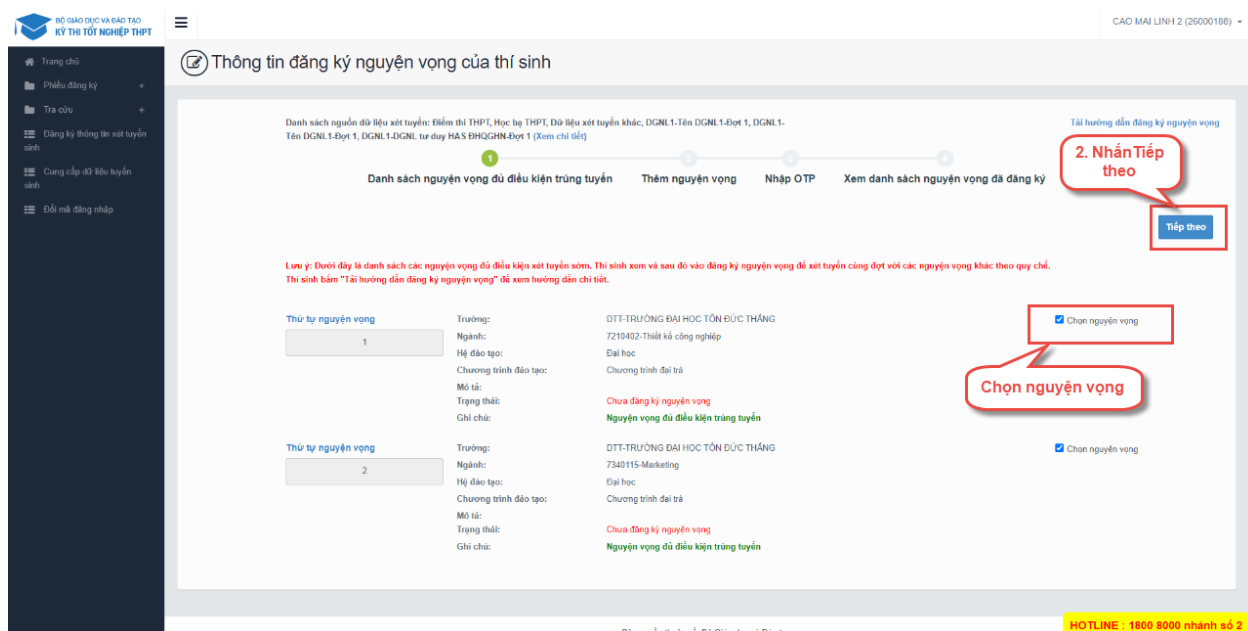 BỘ GIÁO DỤC VÀ ĐÀO TẠO
KỲ THI TỐT NGHIỆP THPT
CAO MAI LINH 2 (26000188)
Trang chủ
Phiếu đăng ký +
Tra cứu +
Đăng ký thông tin xét tuyển
sinh
Cung cấp dữ liệu tuyển
sinh
Đổi mã đăng nhập
Thông tin đăng ký nguyện vọng của thí sinh
Danh sách nguồn dữ liệu xét tuyển: Điểm thi THPT, Học bạ THPT, Dữ liệu xét tuyển khác, DGNL1-Tên DGNL1-Đợt 1, DGNL1-
Tên DGNL1-Đợt 1, DGNL1-DGNL tư duy HAS ĐHQGHN-Đợt 1 (Xem chi tiết)
Tải hướng dẫn đăng ký nguyện vọng
1 2 3 4
Danh sách nguyện vọng đủ điều kiện trúng tuyển Thêm nguyện vọng Nhập OTP Xem danh sách nguyện vọng đã đăng ký
2. Nhấn Tiếp
theo
Tiếp theo
Lưu ý: Dưới đây là danh sách các nguyện vọng đủ điều kiện xét tuyển sớm. Thí sinh xem và sau đó vào đăng ký nguyện vọng để xét tuyển cùng đợt với các nguyện vọng khác theo quy chế.
Thí sinh bấm "Tải hướng dẫn đăng ký nguyện vọng" để xem hướng dẫn chi tiết.
Thứ tự nguyện vọng
1
Trường: DTT-TRƯỜNG ĐẠI HỌC TÔN ĐỨC THẮNG
Ngành: 7210402-Thiết kế công nghiệp
Hệ đào tạo: Đại học
Chương trình đào tạo: Chương trình đại trà
Mô tả:
Trạng thái: Chưa đăng ký nguyện vọng
Ghi chú: Nguyện vọng đủ điều kiện trúng tuyển
Chọn nguyện vọng
Chọn nguyện vọng
Thứ tự nguyện vọng
2
Trường: DTT-TRƯỜNG ĐẠI HỌC TÔN ĐỨC THẮNG
Ngành: 7340115-Marketing
Hệ đào tạo: Đại học
Chương trình đào tạo: Chương trình đại trà
Mô tả:
Trạng thái: Chưa đăng ký nguyện vọng
Ghi chú: Nguyện vọng đủ điều kiện trúng tuyển
Chọn nguyện vọng
HOTLINE : 1800 8000 nhánh số 2